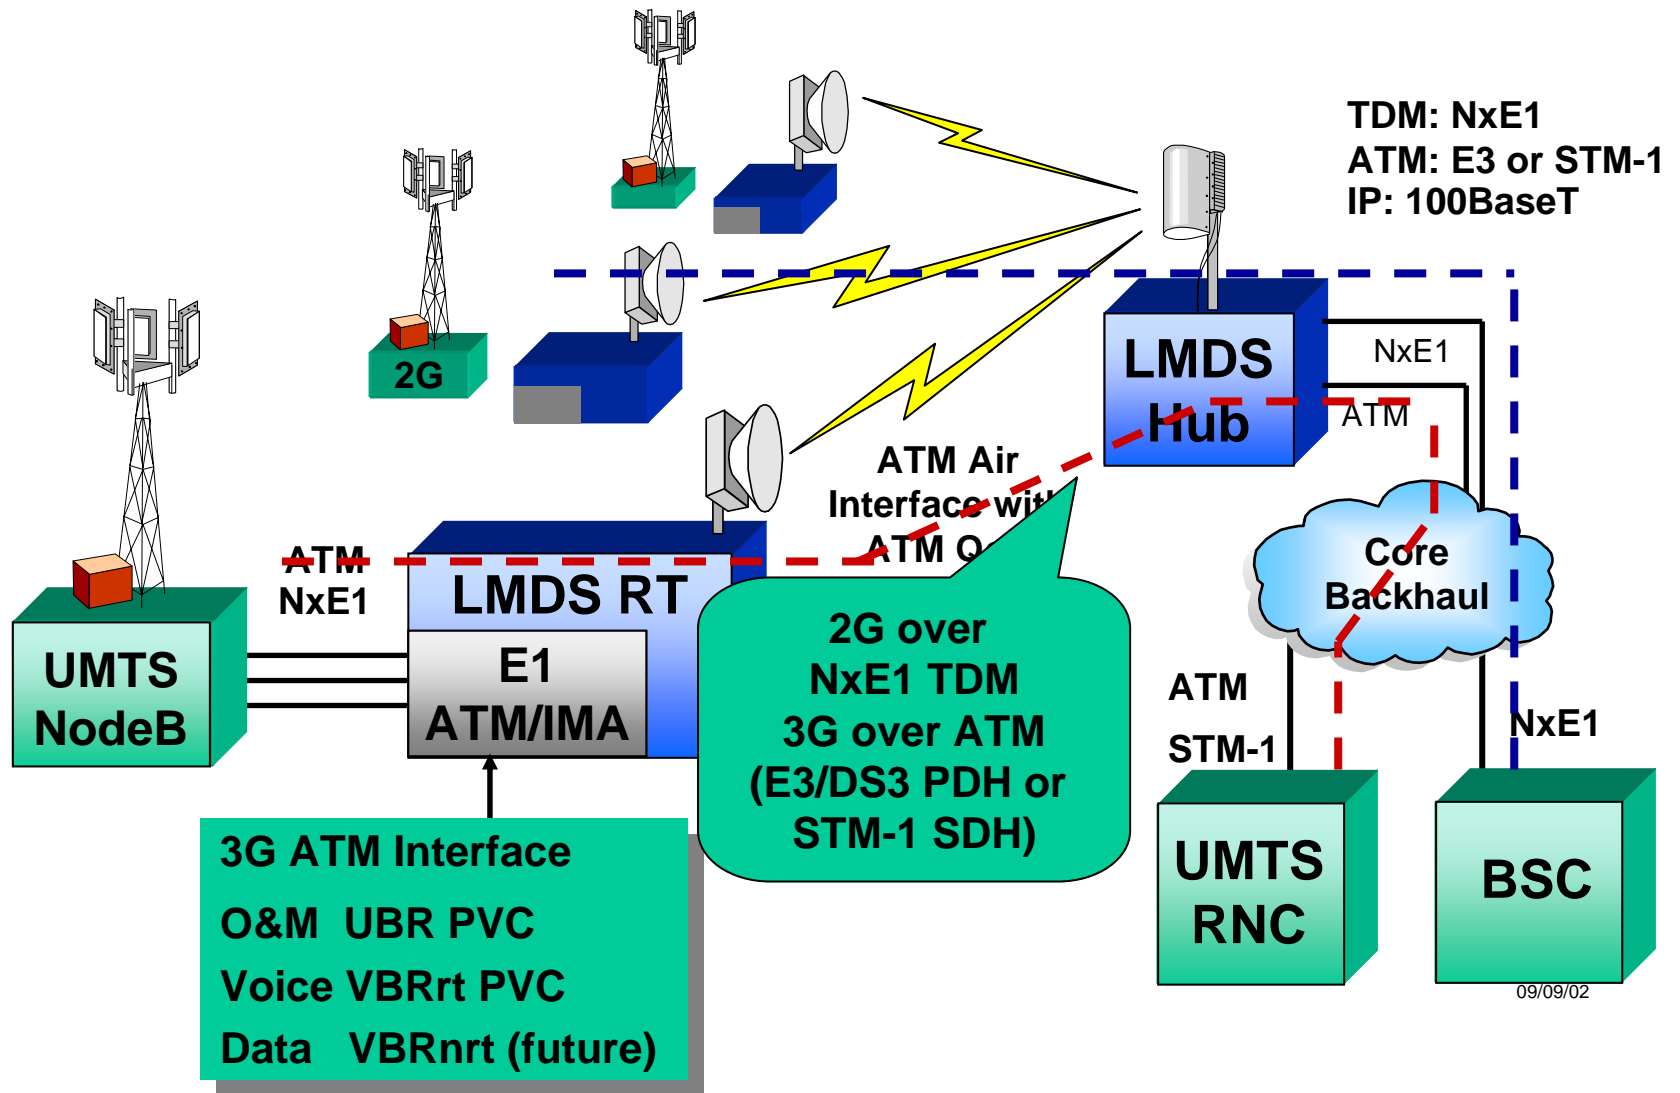 TDM: NxE1
ATM: E3 or STM-1
IP: 100BaseT
2G
LMDS
Hub
NxE1
ATM
ATM Air
Interface with
ATM Qo
ATM
NxE1
LMDS RT
E1
ATM/IMA
UMTS
NodeB
2G over
NxE1 TDM
3G over ATM
(E3/DS3 PDH or
STM-1 SDH)
Core
Backhaul
ATM
STM-1
NxE1
UMTS
RNC
BSC
3G ATM Interface
O&M UBR PVC
Voice VBRrt PVC
Data VBRnrt (future)
09/09/02